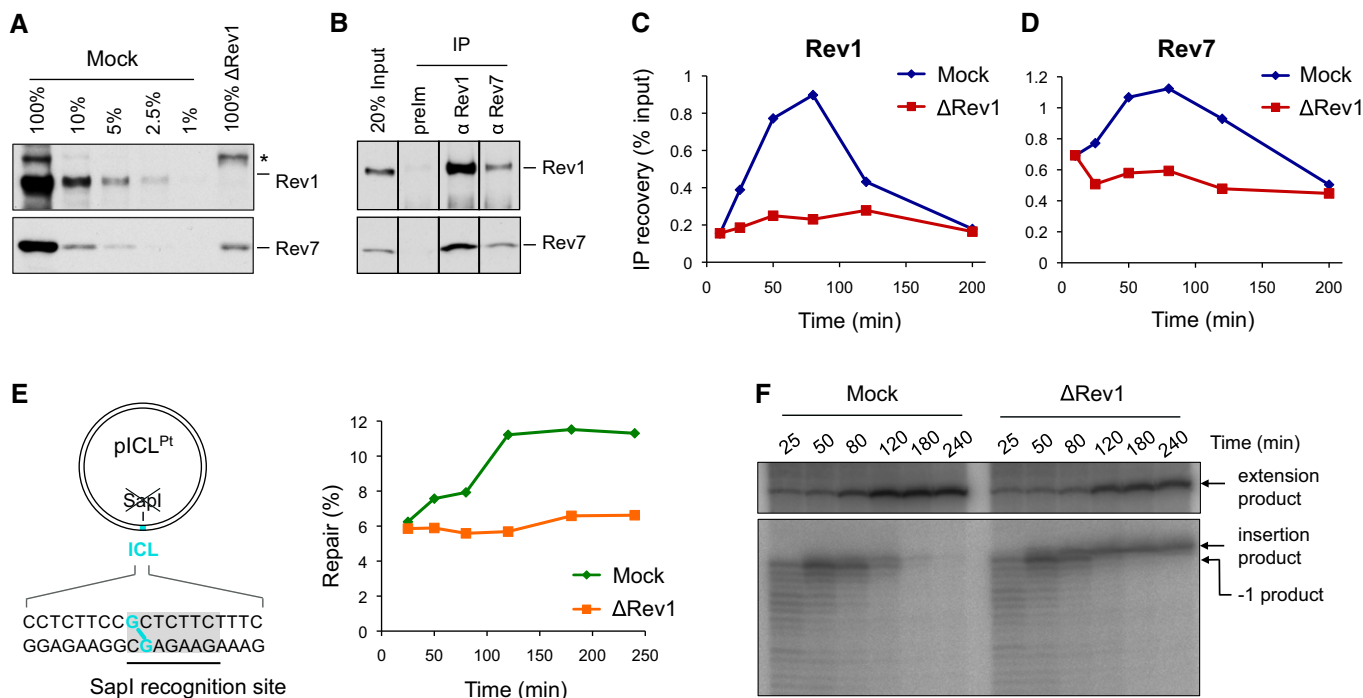 A
Mock
100%
10%
5%
2.5%
1%
100% ΔRev1
*
Rev1
Rev7
B
IP
20% Input
preIm
α Rev1
α Rev7
Rev1
Rev7
C
Rev1
Mock
ΔRev1
IP recovery (% input)
1
0.8
0.6
0.4
0.2
0
0 50 100 150 200
Time (min)
D
Rev7
Mock
ΔRev1
1.2
1
0.8
0.6
0.4
0.2
0
0 50 100 150 200
Time (min)
E
pICLPt
SapI
ICL
CCTCTTCCGCTCTTCTTTC
GGAGAAGGCGAGAAGAAAG
SapI recognition site
Repair (%)
12
10
8
6
4
2
0
0 50 100 150 200 250
Mock
ΔRev1
Time (min)
F
Mock
ΔRev1
25 50 80 120 180 240 25 50 80 120 180 240 Time (min)
extension
product
insertion
product
-1 product